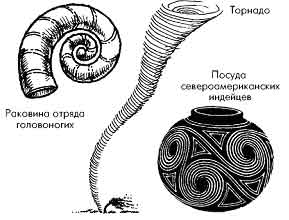 Торнадо
Раковина отряда
головоногих
Посуда
североамериканских
индейцев